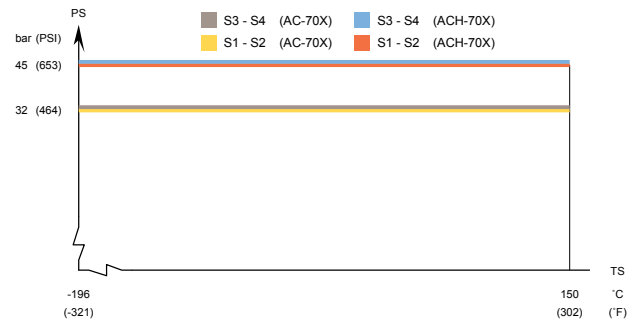 PS
S3 - S4 (AC-70X) S3 - S4 (ACH-70X)
bar (PSI) S1 - S2 (AC-70X) S1 - S2 (ACH-70X)
45 (653)
32 (464)
TS
-196 150 ˚C
(-321) (302) (˚F)